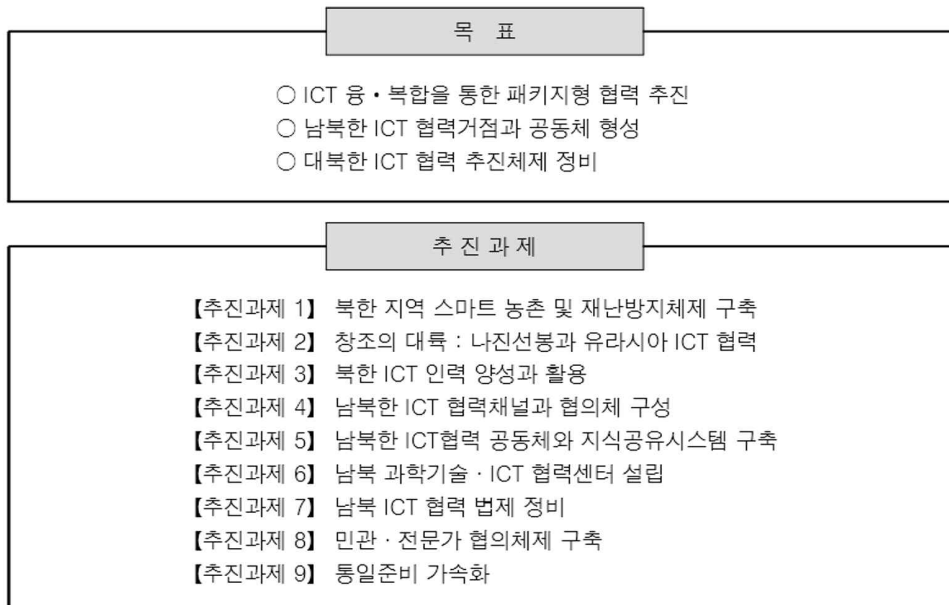 목 표
○ ICT 융・복합을 통한 패키지형 협력 추진
○ 남북한 ICT 협력거점과 공동체 형성
○ 대북한 ICT 협력 추진체제 정비
추 진 과 제
【추진과제 1】 북한 지역 스마트 농촌 및 재난방지체제 구축
【추진과제 2】 창조의 대륙 : 나진선봉과 유라시아 ICT 협력
【추진과제 3】 북한 ICT 인력 양성과 활용
【추진과제 4】 남북한 ICT 협력채널과 협의체 구성
【추진과제 5】 남북한 ICT협력 공동체와 지식공유시스템 구축
【추진과제 6】 남북 과학기술 · ICT 협력센터 설립
【추진과제 7】 남북 ICT 협력 법제 정비
【추진과제 8】 민관 · 전문가 협의체제 구축
【추진과제 9】 통일준비 가속화